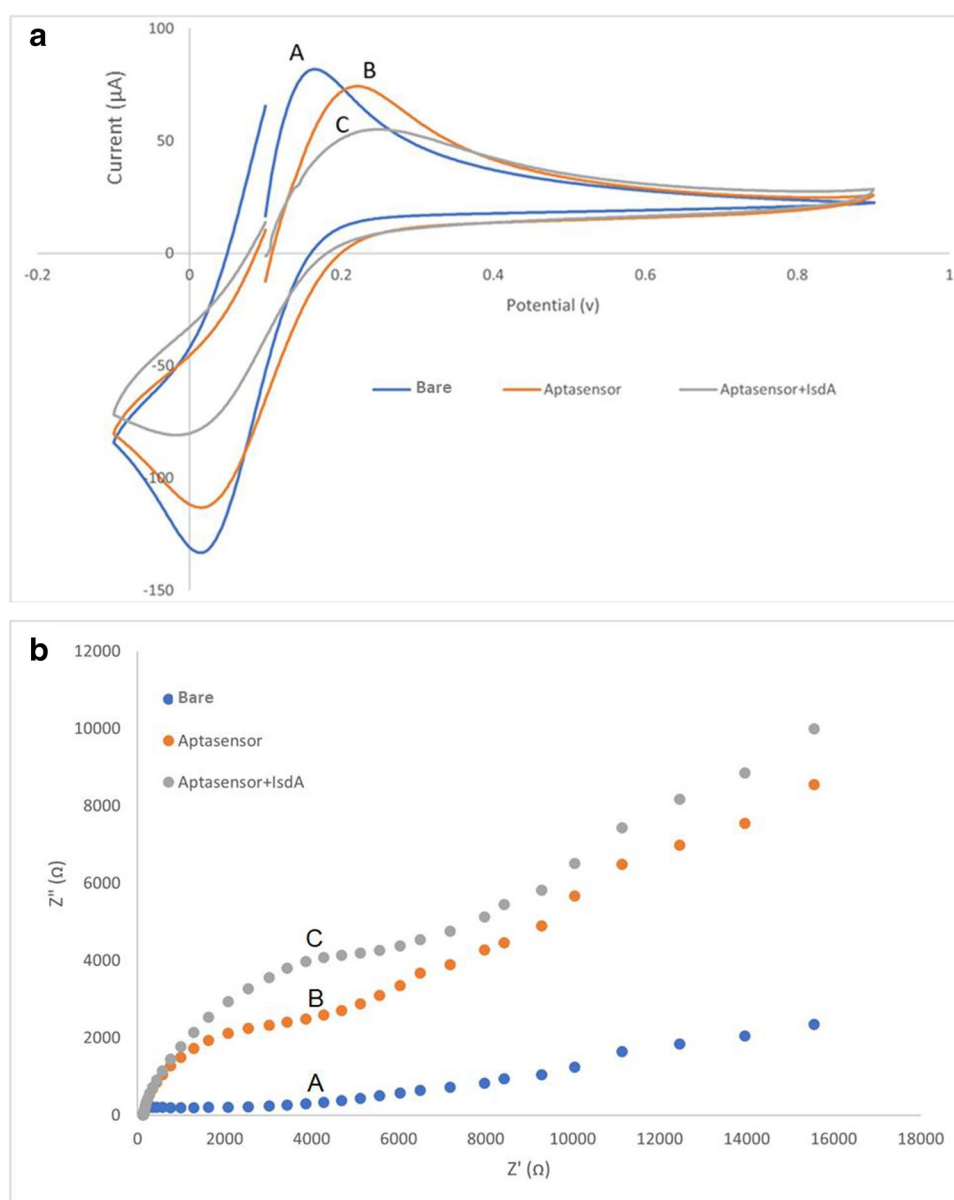 a
100
A
B
Current (µA)
C
50
0
-0.2
0
0.2
0.4
0.6
0.8
1
Potential (v)
-50
Bare
Aptasensor
Aptasensor+IsdA
-100
-150
b
12000
Bare
10000
Aptasensor
Aptasensor+IsdA
8000
Z'' (Ω)
6000
C
4000
B
2000
A
0
0
2000
4000
6000
8000
10000
12000
14000
16000
18000
Z' (Ω)